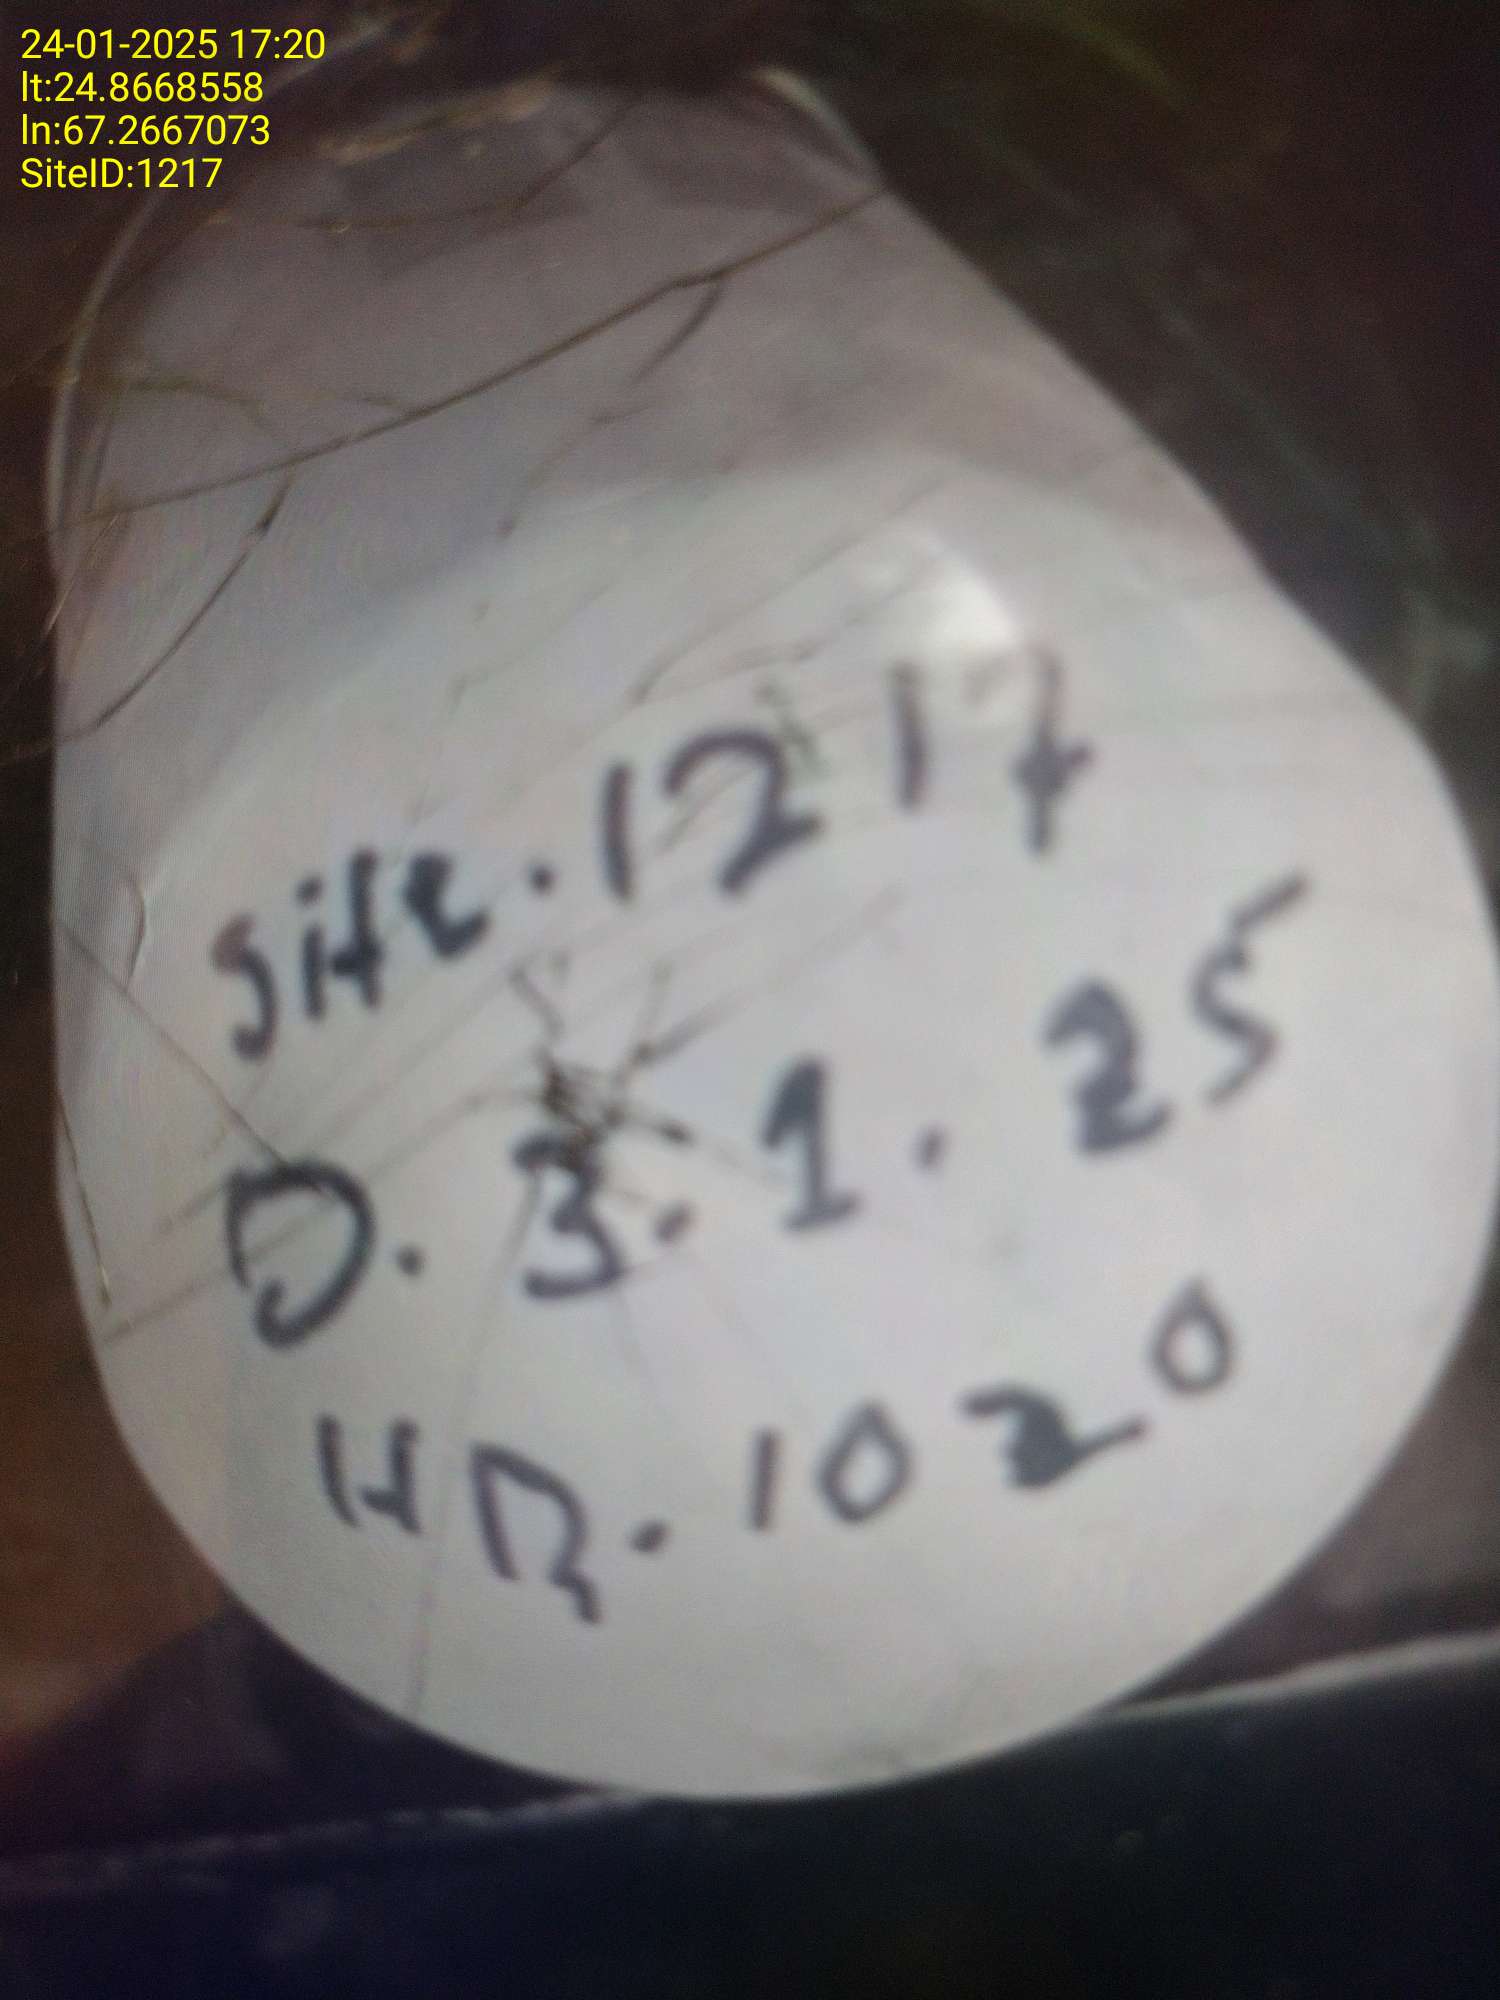 24-01-2025 17:20
lt:24.8668558
ln:67.2667073
SiteID:1217
Site.1217
D. 3.1.25
HR.1020